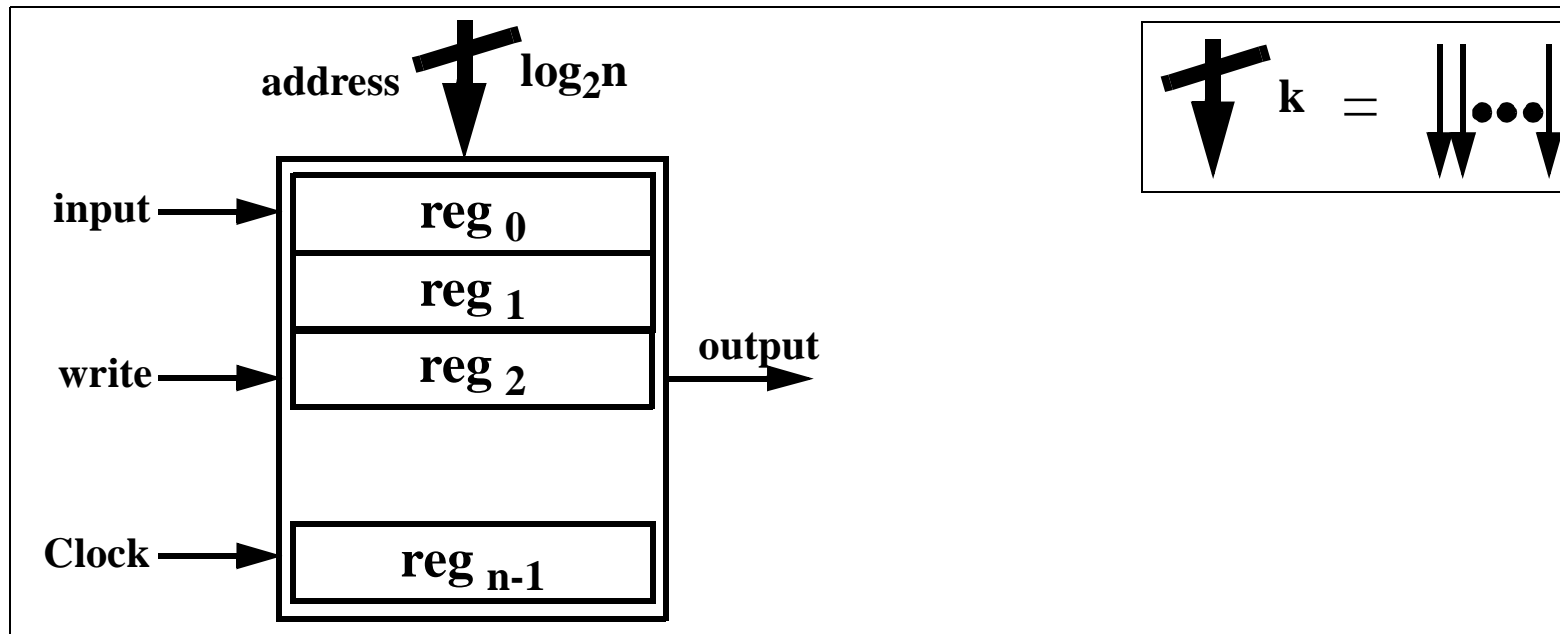 address log₂n
k =
input
reg 0
reg 1
write
reg 2
output
Clock
reg n-1